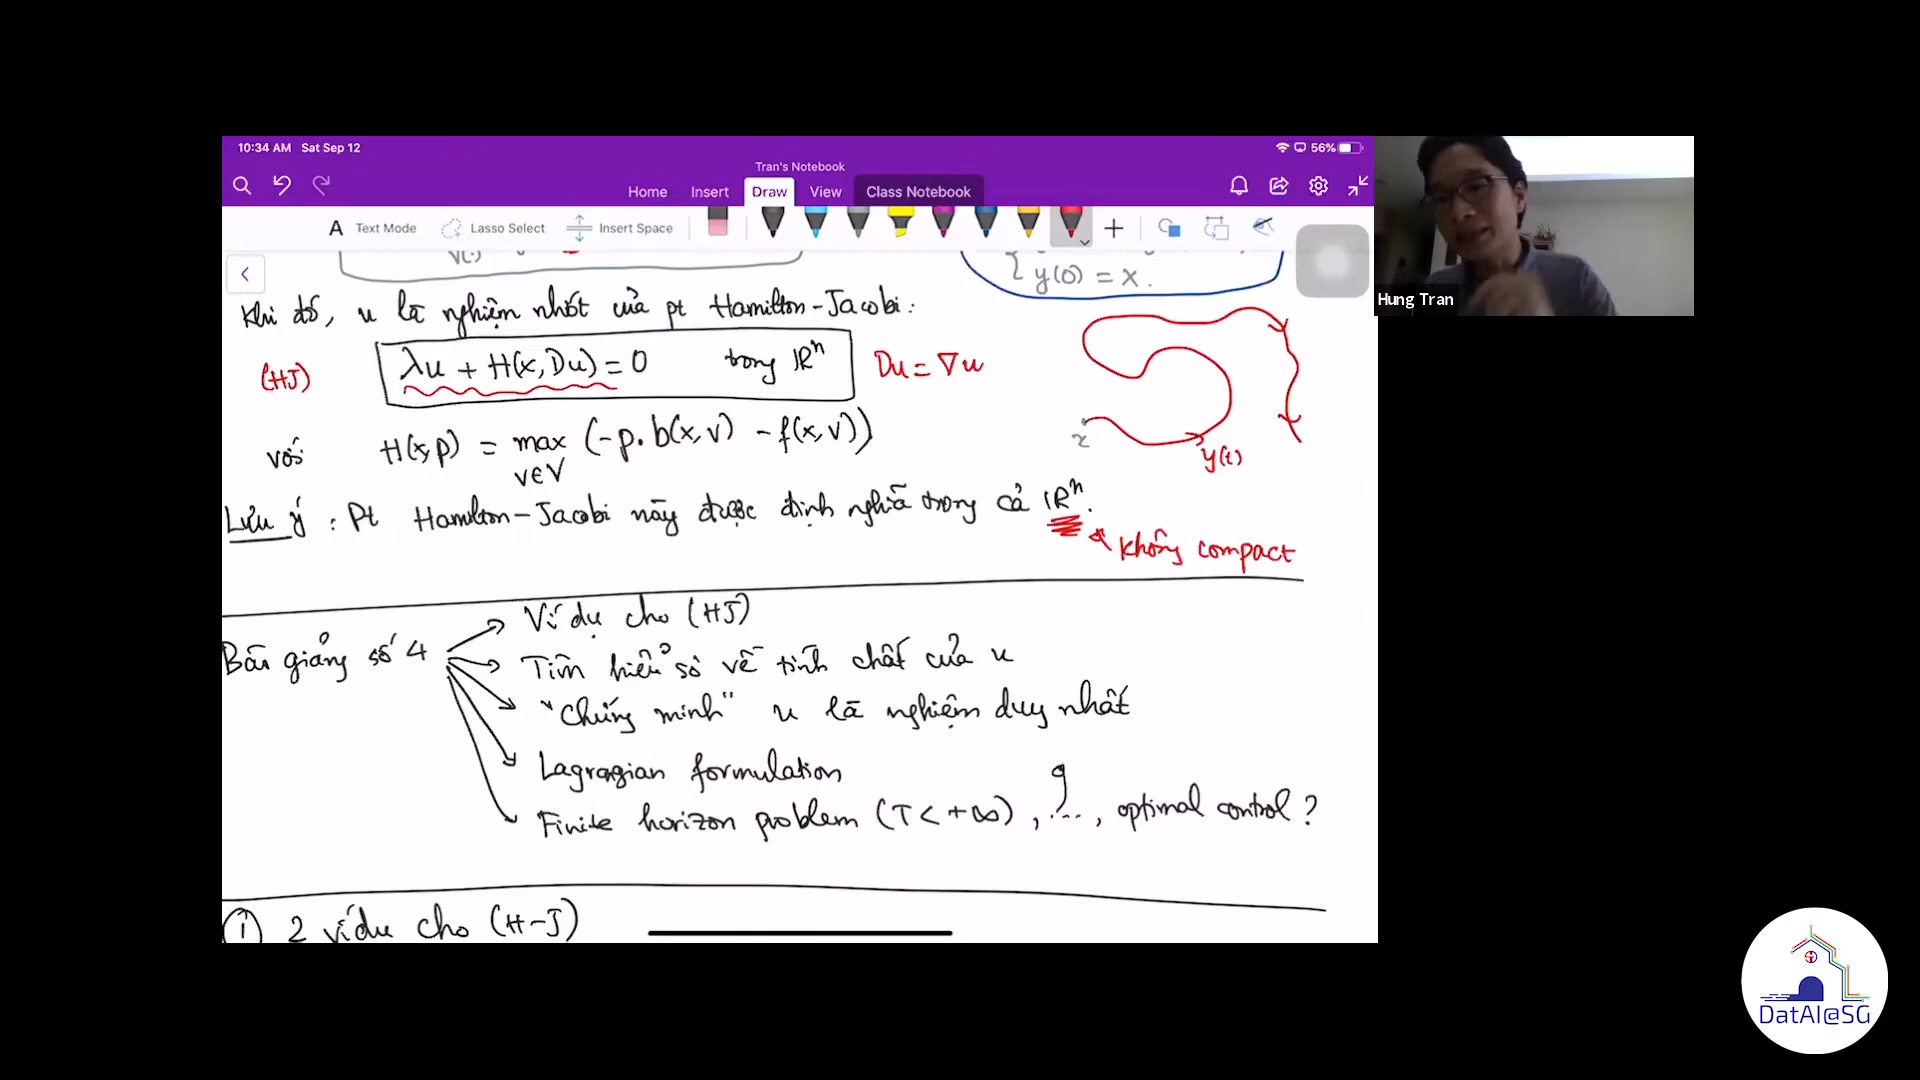 10:34 AM Sat Sep 12
56%
Tran's Notebook
Home Insert Draw View Class Notebook
A Text Mode Lasso Select Insert Space
y(0) = x.
Khi đó, u là nghiệm nhớt của pt Hamilton-Jacobi:
(HJ) λu + H(x,Du) = 0 trong ℝⁿ Du = ∇u
với H(x,p) = max (-p·b(x,v) - f(x,v))
v∈V
x
y(t)
Lưu ý: Pt Hamilton-Jacobi này được định nghĩa trong cả ℝⁿ.
không compact
Bài giảng số 4
Ví dụ cho (HJ)
Tìm hiểu số về tính chất của u
"Chứng minh" u là nghiệm duy nhất
Lagrangian formulation
Finite horizon problem (T < +∞), ..., optimal control?
① 2 ví dụ cho (H-J)
Hung Tran
DatAI@SG